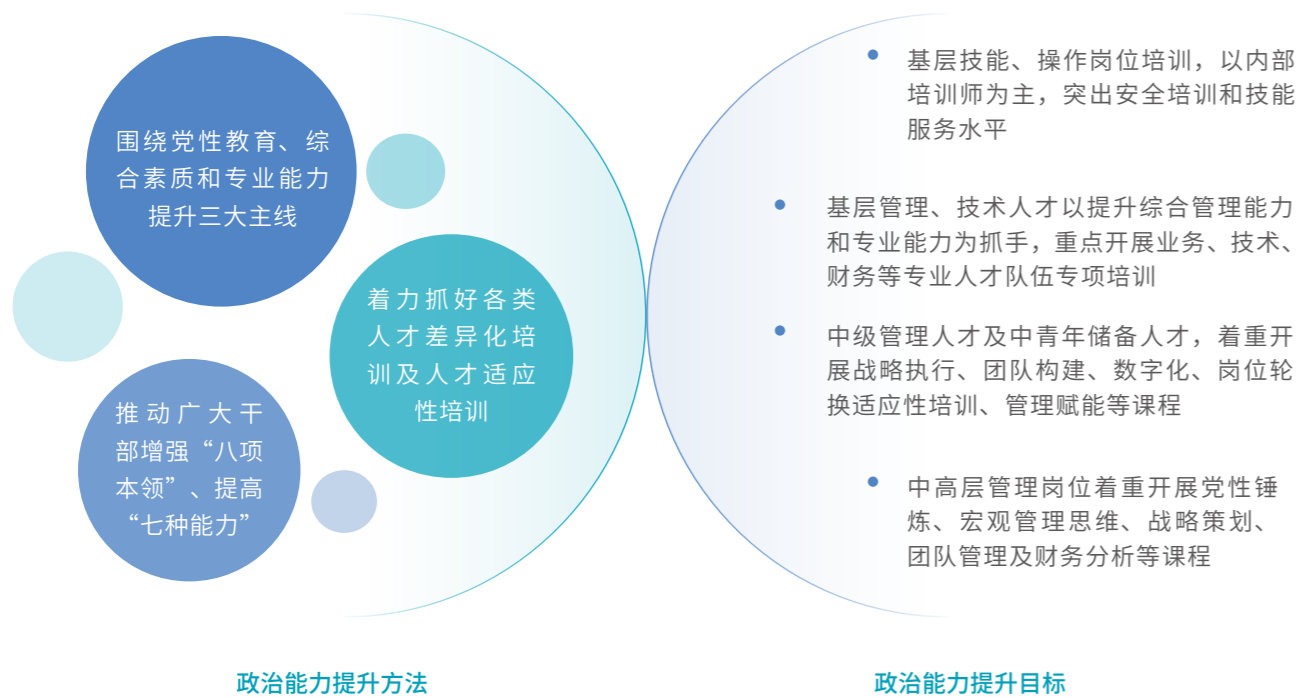 围绕党性教育、综
合素质和专业能力
提升三大主线
着力抓好各类
人才差异化培
训及人才适应
性培训
推动广大干
部增强“八项
本领”、提高
“七种能力”
政治能力提升方法
基层技能、操作岗位培训，以内部
培训师为主，突出安全培训和技能
服务水平
基层管理、技术人才以提升综合管理能力
和专业能力为抓手，重点开展业务、技术、
财务等专业人才队伍专项培训
中级管理人才及中青年储备人才，着重开
展战略执行、团队构建、数字化、岗位轮
换适应性培训、管理赋能等课程
中高层管理岗位着重开展党性锤
炼、宏观管理思维、战略策划、
团队管理及财务分析等课程
政治能力提升目标